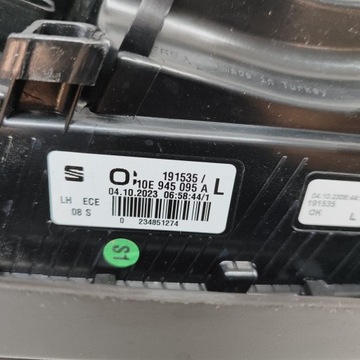 Made in Turkey
191535 /
10E 945 095 A L
04.10.2023 06:58:44/1
LH ECE
08 S
0 234851274
S1
191535
OK L